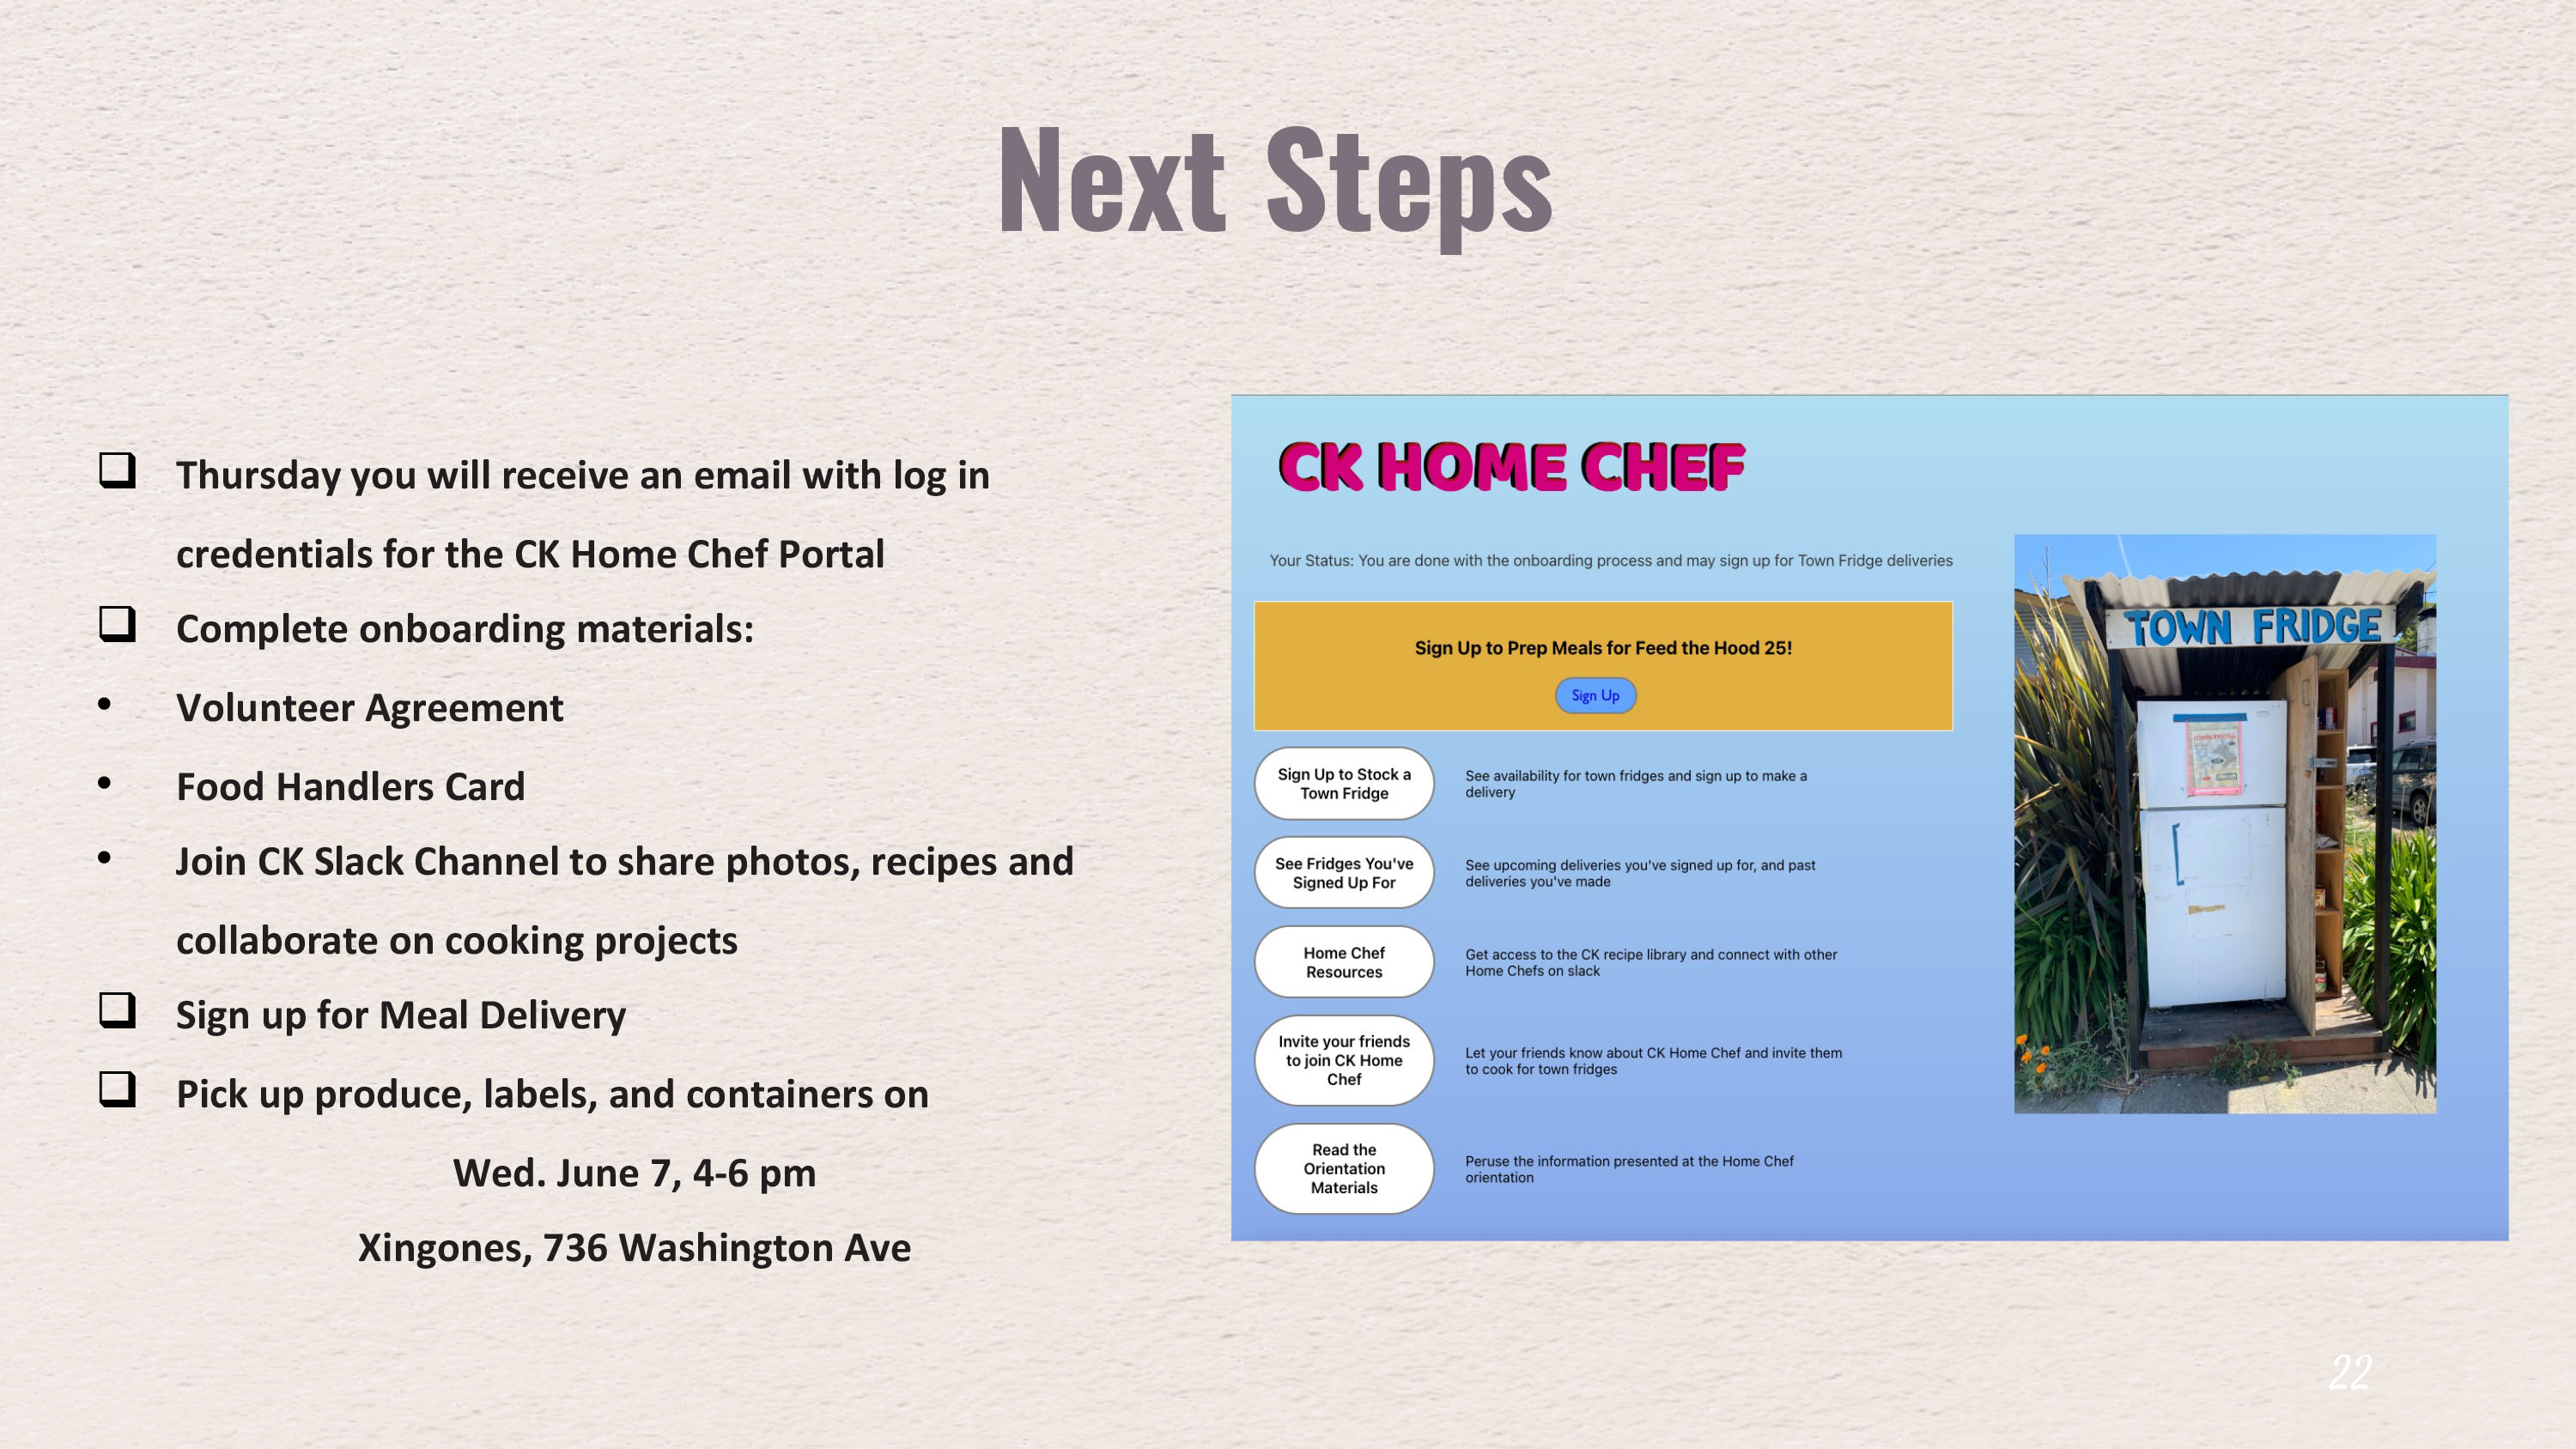 Next Steps
Thursday you will receive an email with log in
credentials for the CK Home Chef Portal
Complete onboarding materials:
Volunteer Agreement
Food Handlers Card
Join CK Slack Channel to share photos, recipes and
collaborate on cooking projects
Sign up for Meal Delivery
Pick up produce, labels, and containers on
Wed. June 7, 4-6 pm
Xingones, 736 Washington Ave
CK HOME CHEF
Your Status: You are done with the onboarding process and may sign up for Town Fridge deliveries
Sign Up to Prep Meals for Feed the Hood 25!
Sign Up
Sign Up to Stock a
Town Fridge
See availability for town fridges and sign up to make a
delivery
See Fridges You've
Signed Up For
See upcoming deliveries you've signed up for, and past
deliveries you've made
Home Chef
Resources
Get access to the CK recipe library and connect with other
Home Chefs on slack
Invite your friends
to join CK Home
Chef
Let your friends know about CK Home Chef and invite them
to cook for town fridges
Read the
Orientation
Materials
Peruse the information presented at the Home Chef
orientation
TOWN FRIDGE
22